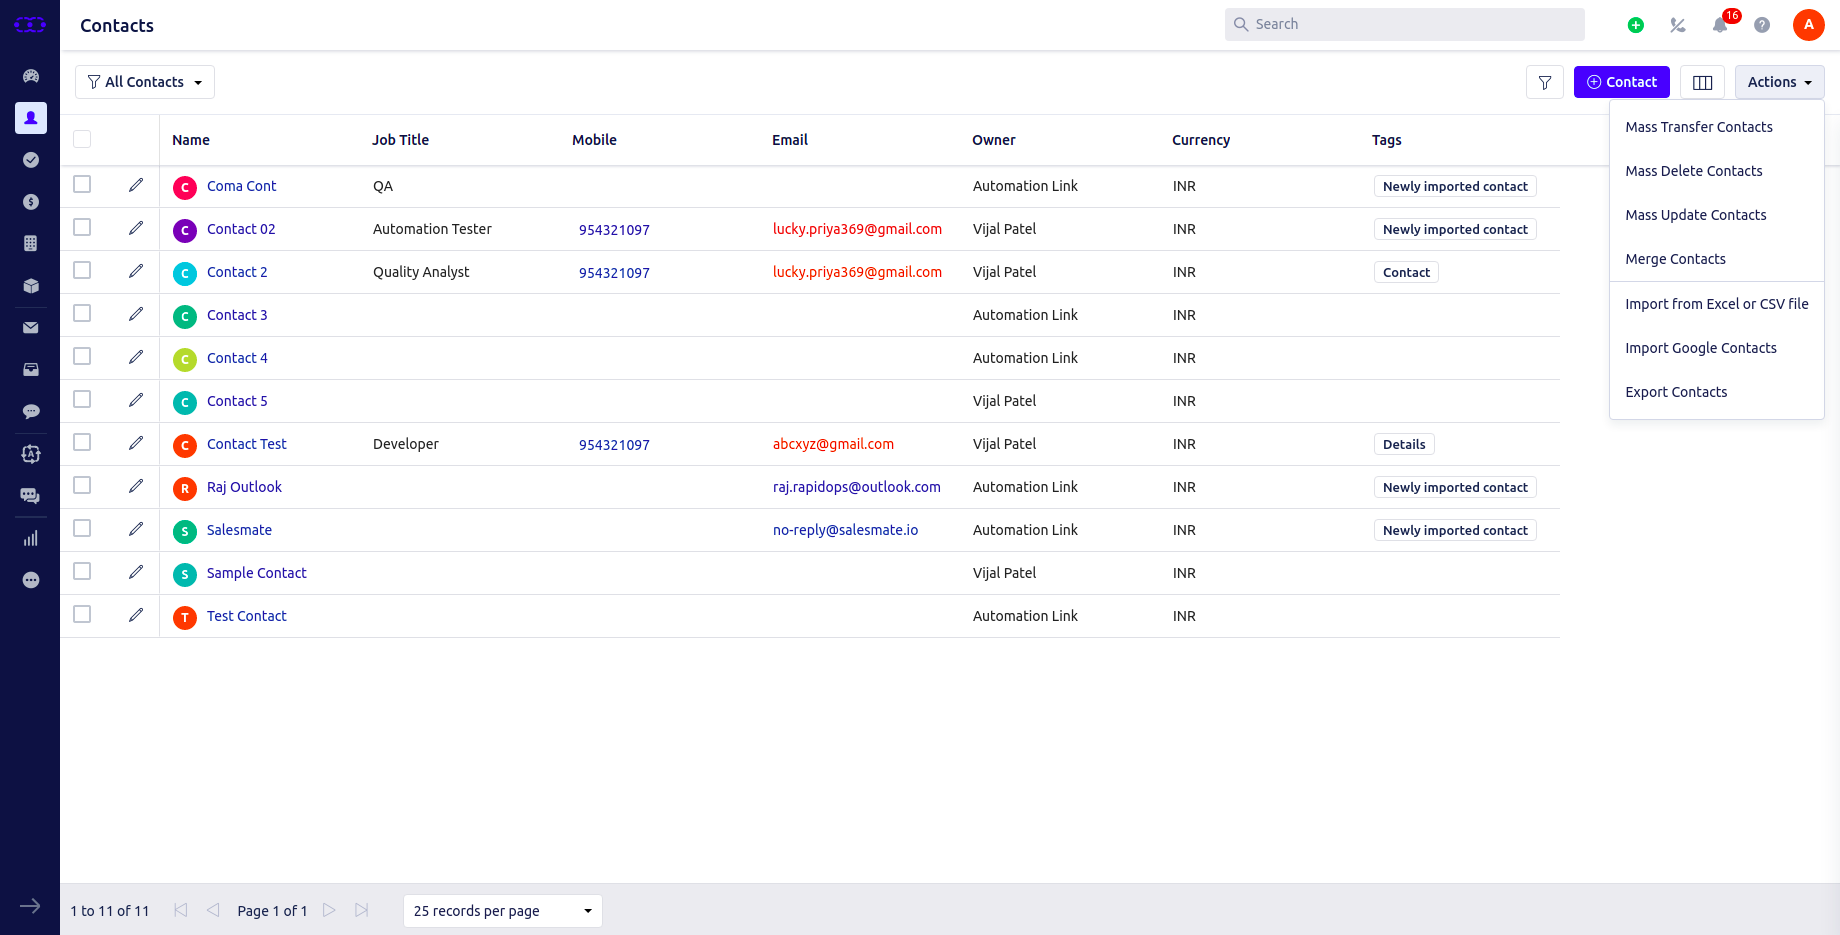 Contacts
Search
16
A
All Contacts
Contact
Actions
Mass Transfer Contacts
Mass Delete Contacts
Mass Update Contacts
Merge Contacts
Import from Excel or CSV file
Import Google Contacts
Export Contacts
Name Job Title Mobile Email Owner Currency Tags
C Coma Cont QA Automation Link INR Newly imported contact
C Contact 02 Automation Tester 954321097 lucky.priya369@gmail.com Vijal Patel INR Newly imported contact
C Contact 2 Quality Analyst 954321097 lucky.priya369@gmail.com Vijal Patel INR Contact
C Contact 3 Automation Link INR
C Contact 4 Automation Link INR
C Contact 5 Vijal Patel INR
C Contact Test Developer 954321097 abcxyz@gmail.com Vijal Patel INR Details
R Raj Outlook raj.rapidops@outlook.com Automation Link INR Newly imported contact
S Salesmate no-reply@salesmate.io Automation Link INR Newly imported contact
S Sample Contact Vijal Patel INR
T Test Contact Automation Link INR
1 to 11 of 11 Page 1 of 1 25 records per page